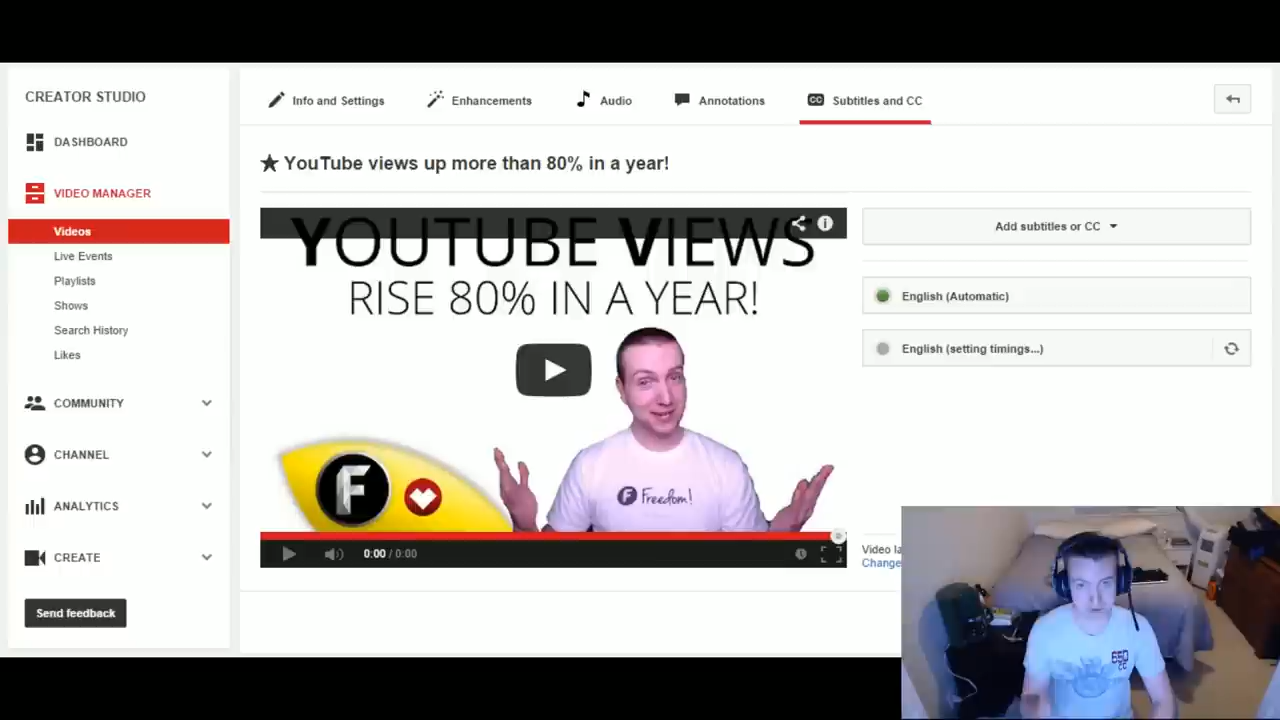 CREATOR STUDIO
DASHBOARD
VIDEO MANAGER
Videos
Live Events
Playlists
Shows
Search History
Likes
COMMUNITY
CHANNEL
ANALYTICS
CREATE
Send feedback
Info and Settings
Enhancements
Audio
Annotations
CC Subtitles and CC
★ YouTube views up more than 80% in a year!
YOUTUBE VIEWS
RISE 80% IN A YEAR!
F
F Freedom!
0:00 / 0:00
Add subtitles or CC
English (Automatic)
English (setting timings...)
Video la
Change